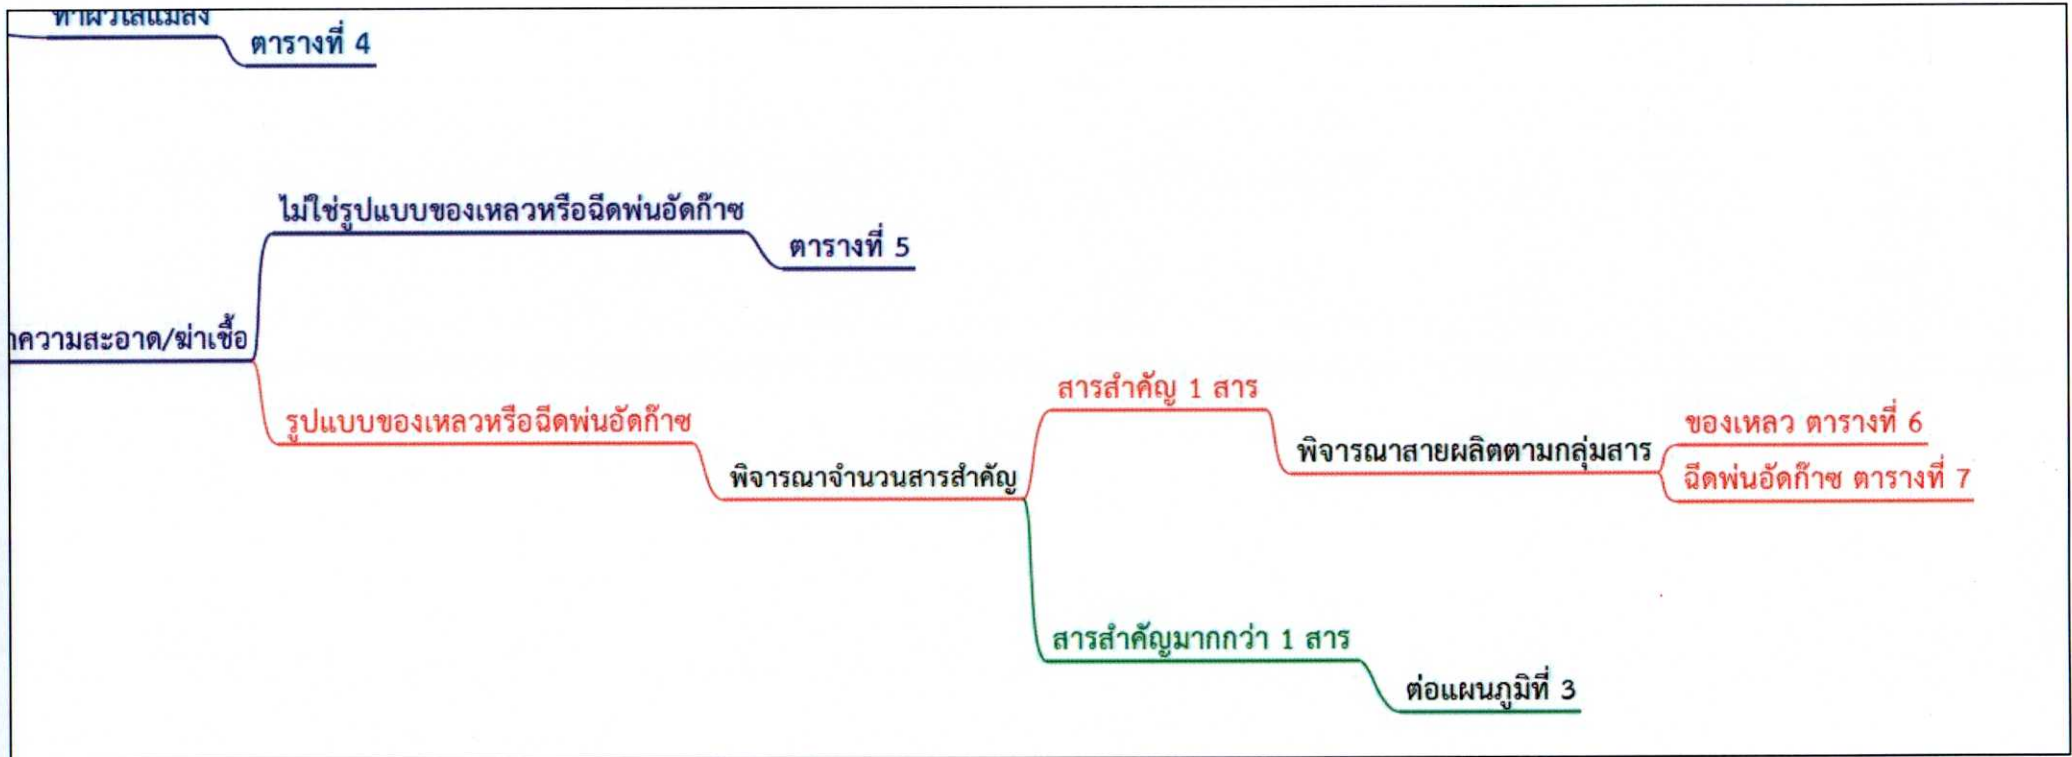 ตารางที่ 4
ไม่ใช่รูปแบบของเหลวหรือฉีดพ่นอัดก๊าซ
ตารางที่ 5
ความสะอาด/ฆ่าเชื้อ
รูปแบบของเหลวหรือฉีดพ่นอัดก๊าซ
พิจารณาจำนวนสารสำคัญ
สารสำคัญ 1 สาร
พิจารณาสายผลิตตามกลุ่มสาร
ของเหลว ตารางที่ 6
ฉีดพ่นอัดก๊าซ ตารางที่ 7
สารสำคัญมากกว่า 1 สาร
ต่อแผนภูมิที่ 3